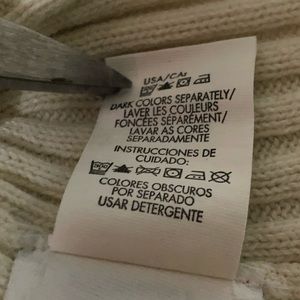 USA/CA:
DARK COLORS SEPARATELY/
LAVER LES COULEURS
FONCÉES SÉPARÉMENT/
LAVAR AS CORES
SEPARADAMENTE
INSTRUCCIONES DE
CUIDADO:
COLORES OBSCUROS
POR SEPARADO
USAR DETERGENTE